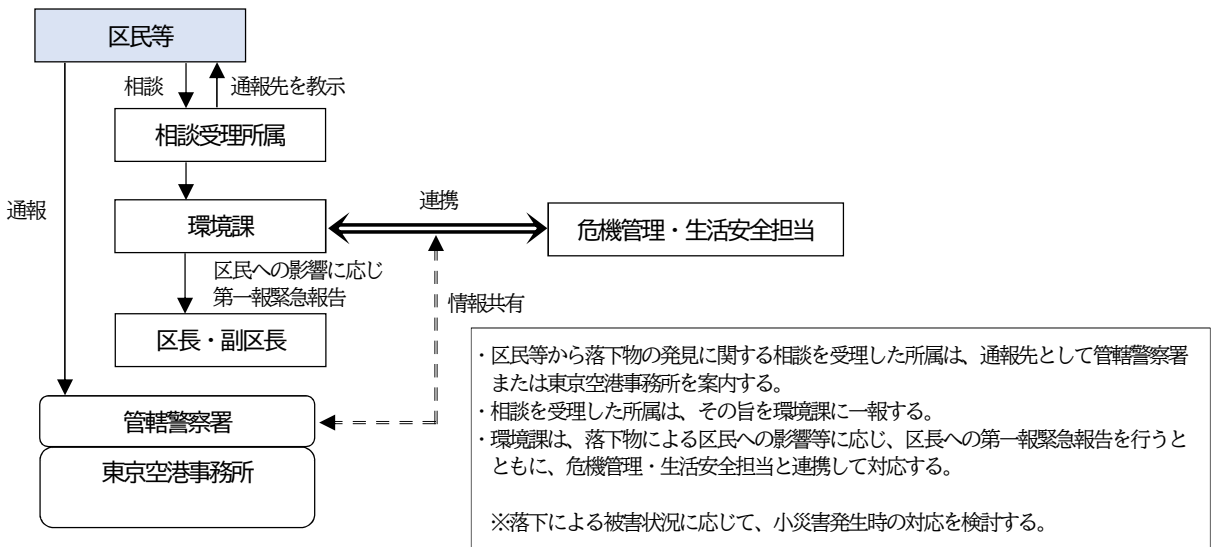 区民等
相談
通報先を教示
相談受理所属
通報
環境課
連携
危機管理・生活安全担当
区民への影響に応じ
第一報緊急報告
情報共有
区長・副区長
管轄警察署
東京空港事務所
・区民等から落下物の発見に関する相談を受理した所属は、通報先として管轄警察署
または東京空港事務所を案内する。
・相談を受理した所属は、その旨を環境課に一報する。
・環境課は、落下物による区民への影響等に応じ、区長への第一報緊急報告を行うと
ともに、危機管理・生活安全担当と連携して対応する。
※落下による被害状況に応じて、小災害発生時の対応を検討する。